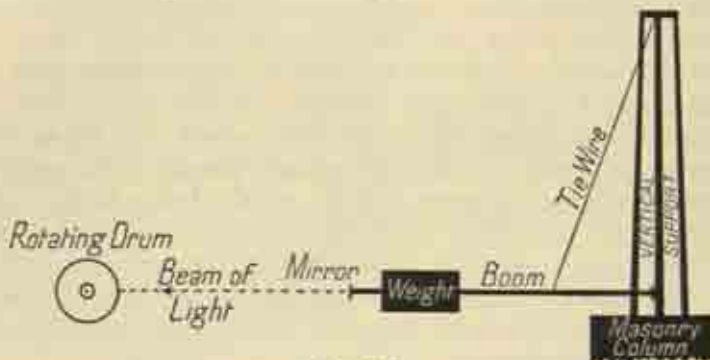 Rotating Drum
Beam of
Light
Mirror
Weight
Boom
Tie Wire
VERTICAL
SUPPORT
Masonry
Column